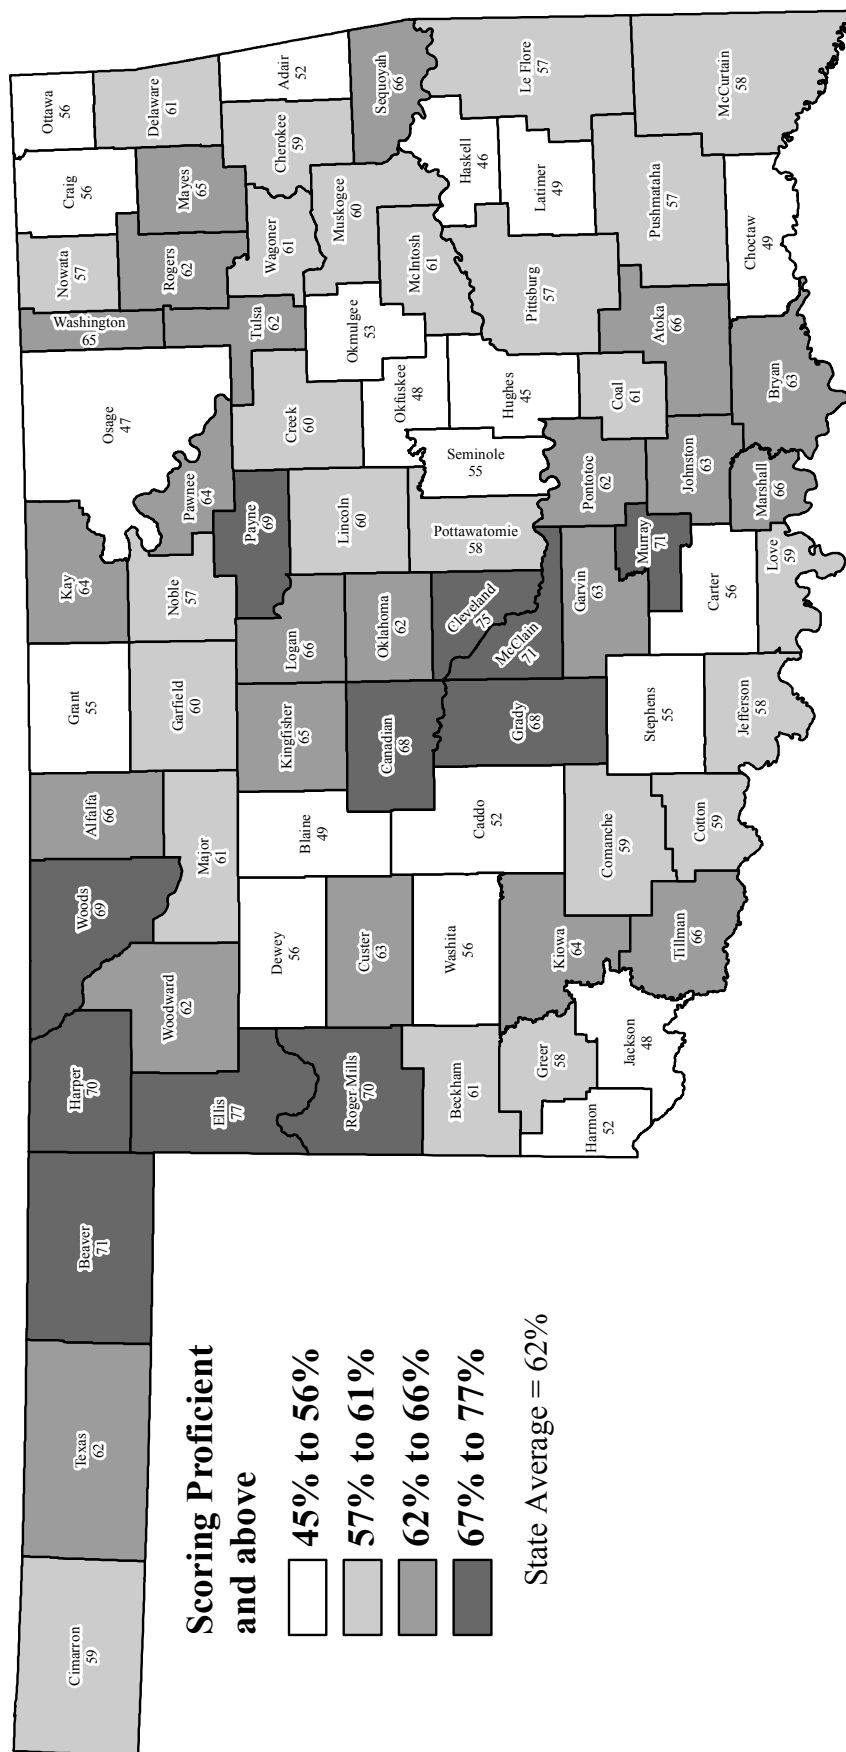 Cimarron
59
Texas
62
Beaver
71
Harper
70
Woods
69
Alfalfa
66
Grant
55
Kay
64
Osage
47
Washington
65
Nowata
57
Craig
56
Ottawa
56
Delaware
61
Mayes
65
Rogers
62
Ellis
77
Woodward
62
Major
61
Garfield
60
Noble
57
Pawnee
64
Tulsa
62
Wagoner
61
Cherokee
59
Adair
52
Roger Mills
70
Dewey
56
Blaine
49
Kingfisher
65
Logan
66
Payne
69
Creek
60
Lincoln
60
Okmulgee
53
Muskogee
60
Sequoyah
66
Custer
63
Canadian
68
Oklahoma
62
Okfuskee
48
McIntosh
61
Haskell
46
Beckham
61
Washita
56
Caddo
52
Grady
68
McClain
71
Cleveland
75
Pottawatomie
58
Seminole
55
Hughes
45
Pittsburg
57
Latimer
49
Le Flore
57
Harmon
52
Greer
58
Kiowa
64
Jackson
48
Comanche
59
Stephens
55
Garvin
63
Murray
71
Pontotoc
62
Coal
61
Atoka
66
Pushmataha
57
McCurtain
58
Tillman
66
Cotton
59
Jefferson
58
Carter
56
Love
59
Johnston
63
Marshall
66
Bryan
63
Choctaw
49
Scoring Proficient
and above
45% to 56%
57% to 61%
62% to 66%
67% to 77%
State Average = 62%